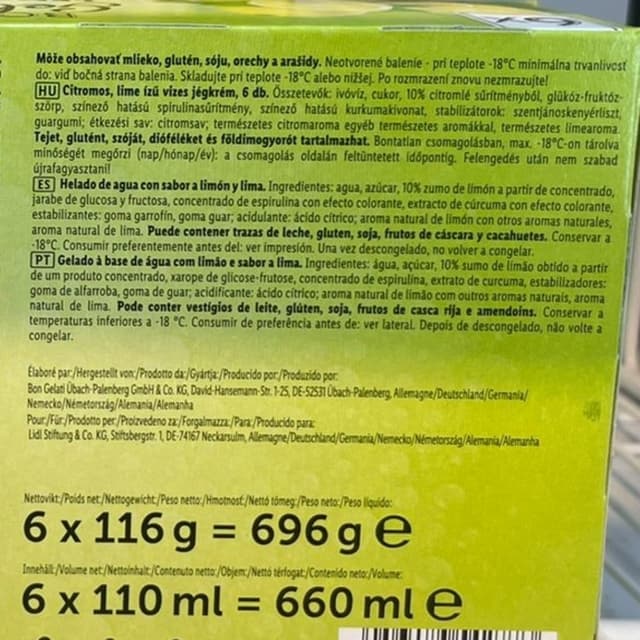 Môže obsahovať mlieko, glutén, sóju, orechy a arašidy. Neotvorené balenie - pri teplote -18°C minimálna trvanlivosť
do: viď bočná strana balenia. Skladujte pri teplote -18°C alebo nižšej. Po rozmrazení znovu nezmrazujte!
HU Citromos, lime ízű vizes jégkrém, 6 db. Összetevők: ivóvíz, cukor, 10% citromlé sűrítményből, glükóz-fruktóz-
szörp, színező hatású spirulinasűrítmény, színező hatású kurkumakivonat, stabilizátorok: szentjánoskenyérliszt,
guargumi; étkezési sav: citromsav; természetes citromaroma egyéb természetes aromákkal, természetes limearoma.
Tejet, glutént, szóját, dióféléket és földimogyorót tartalmazhat. Bontatlan csomagolásban, max. -18°C-on tárolva
minőségét megőrzi (nap/hónap/év): a csomagolás oldalán feltüntetett időpontig. Felengedés után nem szabad
újrafagyasztani!
ES Helado de agua con sabor a limón y lima. Ingredientes: agua, azúcar, 10% zumo de limón a partir de concentrado,
jarabe de glucosa y fructosa, concentrado de espirulina con efecto colorante, extracto de cúrcuma con efecto colorante,
estabilizantes: goma garrofín, goma guar; acidulante: ácido cítrico; aroma natural de limón con otros aromas naturales,
aroma natural de lima. Puede contener trazas de leche, gluten, soja, frutos de cáscara y cacahuetes. Conservar a
-18°C. Consumir preferentemente antes del: ver impresión. Una vez descongelado, no volver a congelar.
PT Gelado à base de água com limão e sabor a lima. Ingredientes: água, açúcar, 10% sumo de limão obtido a partir
de um produto concentrado, xarope de glicose-frutose, concentrado de espirulina, extrato de curcuma, estabilizadores:
goma de alfarroba, goma de guar; acidificante: ácido cítrico; aroma natural de limão com outros aromas naturais, aroma
natural de lima. Pode conter vestígios de leite, glúten, soja, frutos de casca rija e amendoins. Conservar a
temperaturas inferiores a -18 °C. Consumir de preferência antes de: ver lateral. Depois de descongelado, não volte a
congelar.
Élaboré par:/Hergestellt von:/Prodotto da:/Gyártja:/Producido por:/Produzido por:
Bon Gelati Übach-Palenberg GmbH & Co. KG, David-Hansemann-Str. 1-25, DE-52531 Übach-Palenberg, Allemagne/Deutschland/Germania/
Nemecko/Németország/Alemania/Alemanha
Pour:/Für:/Prodotto per:/Proizvedeno za:/Forgalmazza:/Para:/Producido para:
Lidl Stiftung & Co. KG, Stiftsbergstr. 1, DE-74167 Neckarsulm, Allemagne/Deutschland/Germania/Nemecko/Németország/Alemania/Alemanha
Nettovikt:/Poids net:/Nettogewicht:/Peso netto:/Hmotnosť:/Nettó tömeg:/Peso neto:/Peso líquido:
6 x 116 g = 696 g ℮
Innehåll:/Volume net:/Nettoinhalt:/Contenuto netto:/Objem:/Nettó térfogat:/Contenido neto:/Volume:
6 x 110 ml = 660 ml ℮